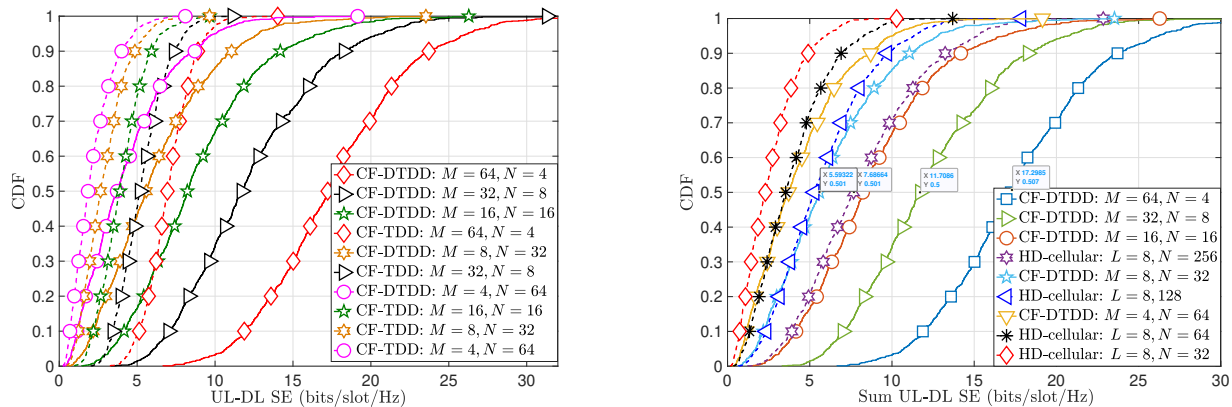 1
0.9
0.8
0.7
0.6
0.5
0.4
0.3
0.2
0.1
0
CDF
0 5 10 15 20 25 30
UL-DL SE (bits/slot/Hz)
CF-DTDD: M = 64, N = 4
CF-DTDD: M = 32, N = 8
CF-DTDD: M = 16, N = 16
CF-TDD: M = 64, N = 4
CF-DTDD: M = 8, N = 32
CF-TDD: M = 32, N = 8
CF-DTDD: M = 4, N = 64
CF-TDD: M = 16, N = 16
CF-TDD: M = 8, N = 32
CF-TDD: M = 4, N = 64
1
0.9
0.8
0.7
0.6
0.5
0.4
0.3
0.2
0.1
0
CDF
0 5 10 15 20 25 30
Sum UL-DL SE (bits/slot/Hz)
X 5.59322
Y 0.501
X 7.68664
Y 0.501
X 11.7086
Y 0.5
X 17.2985
Y 0.507
CF-DTDD: M = 64, N = 4
CF-DTDD: M = 32, N = 8
CF-DTDD: M = 16, N = 16
HD-cellular: L = 8, N = 256
CF-DTDD: M = 8, N = 32
HD-cellular: L = 8, 128
CF-DTDD: M = 4, N = 64
HD-cellular: L = 8, N = 64
HD-cellular: L = 8, N = 32